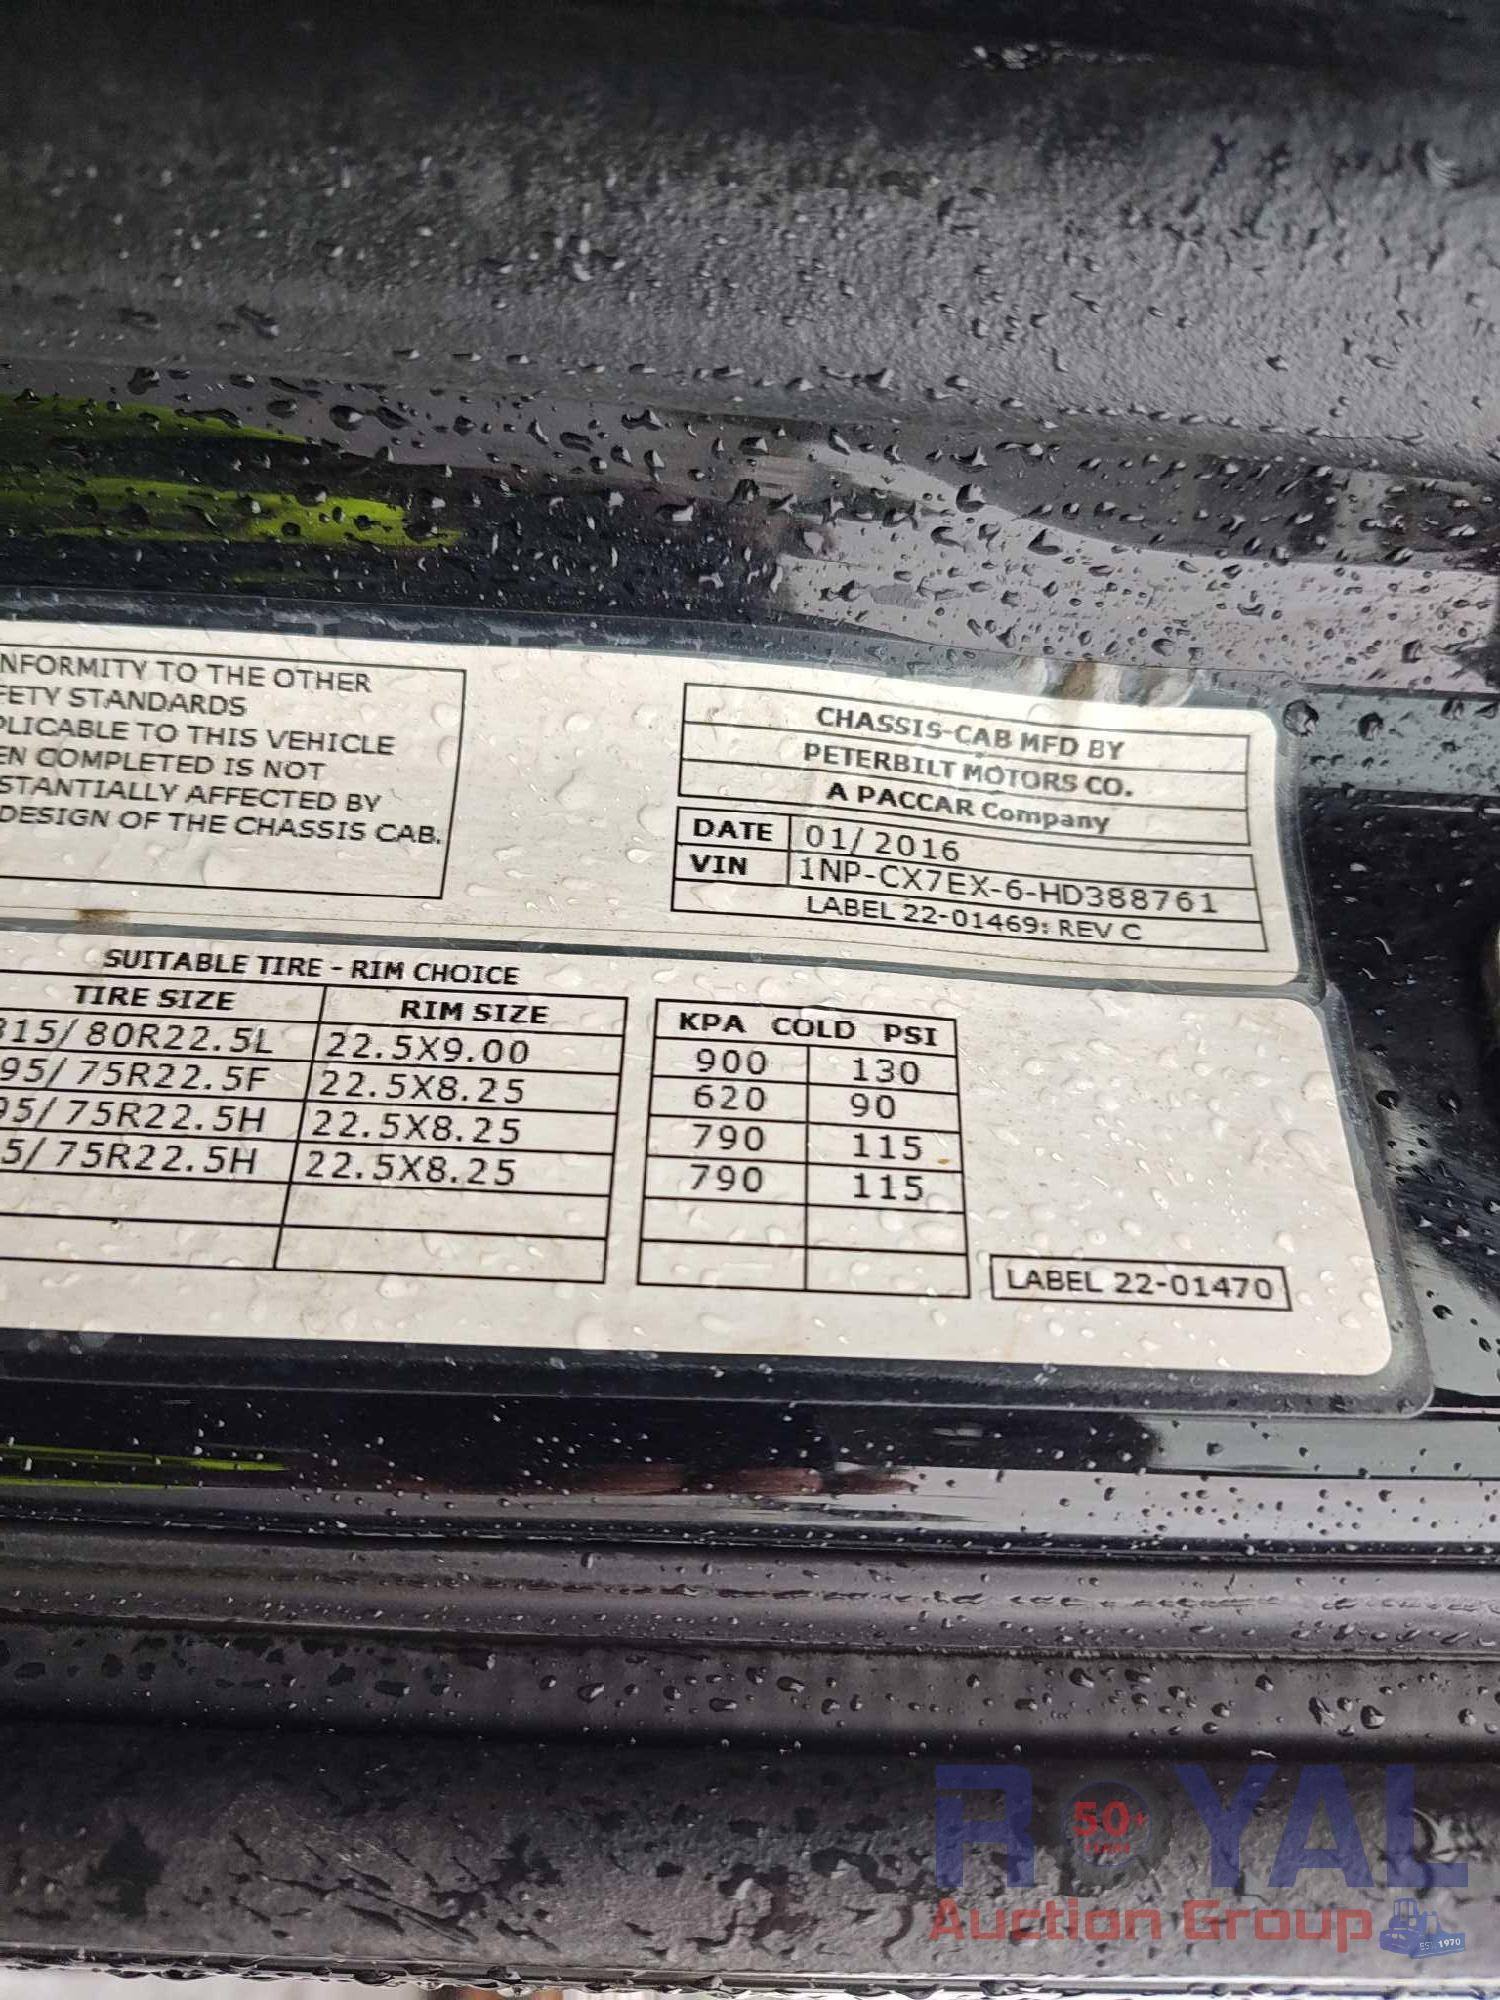 NFORMITY TO THE OTHER
FETY STANDARDS
PLICABLE TO THIS VEHICLE
EN COMPLETED IS NOT
STANTIALLY AFFECTED BY
DESIGN OF THE CHASSIS CAB.
CHASSIS-CAB MFD BY
PETERBILT MOTORS CO.
A PACCAR Company
DATE 01/2016
VIN 1NP-CX7EX-6-HD388761
LABEL 22-01469: REV C
SUITABLE TIRE - RIM CHOICE
TIRE SIZE RIM SIZE KPA COLD PSI
315/80R22.5L 22.5X9.00 900 130
95/75R22.5F 22.5X8.25 620 90
95/75R22.5H 22.5X8.25 790 115
5/75R22.5H 22.5X8.25 790 115
LABEL 22-01470
ROYAL
50+
YEARS
Auction Group
EST. 1970